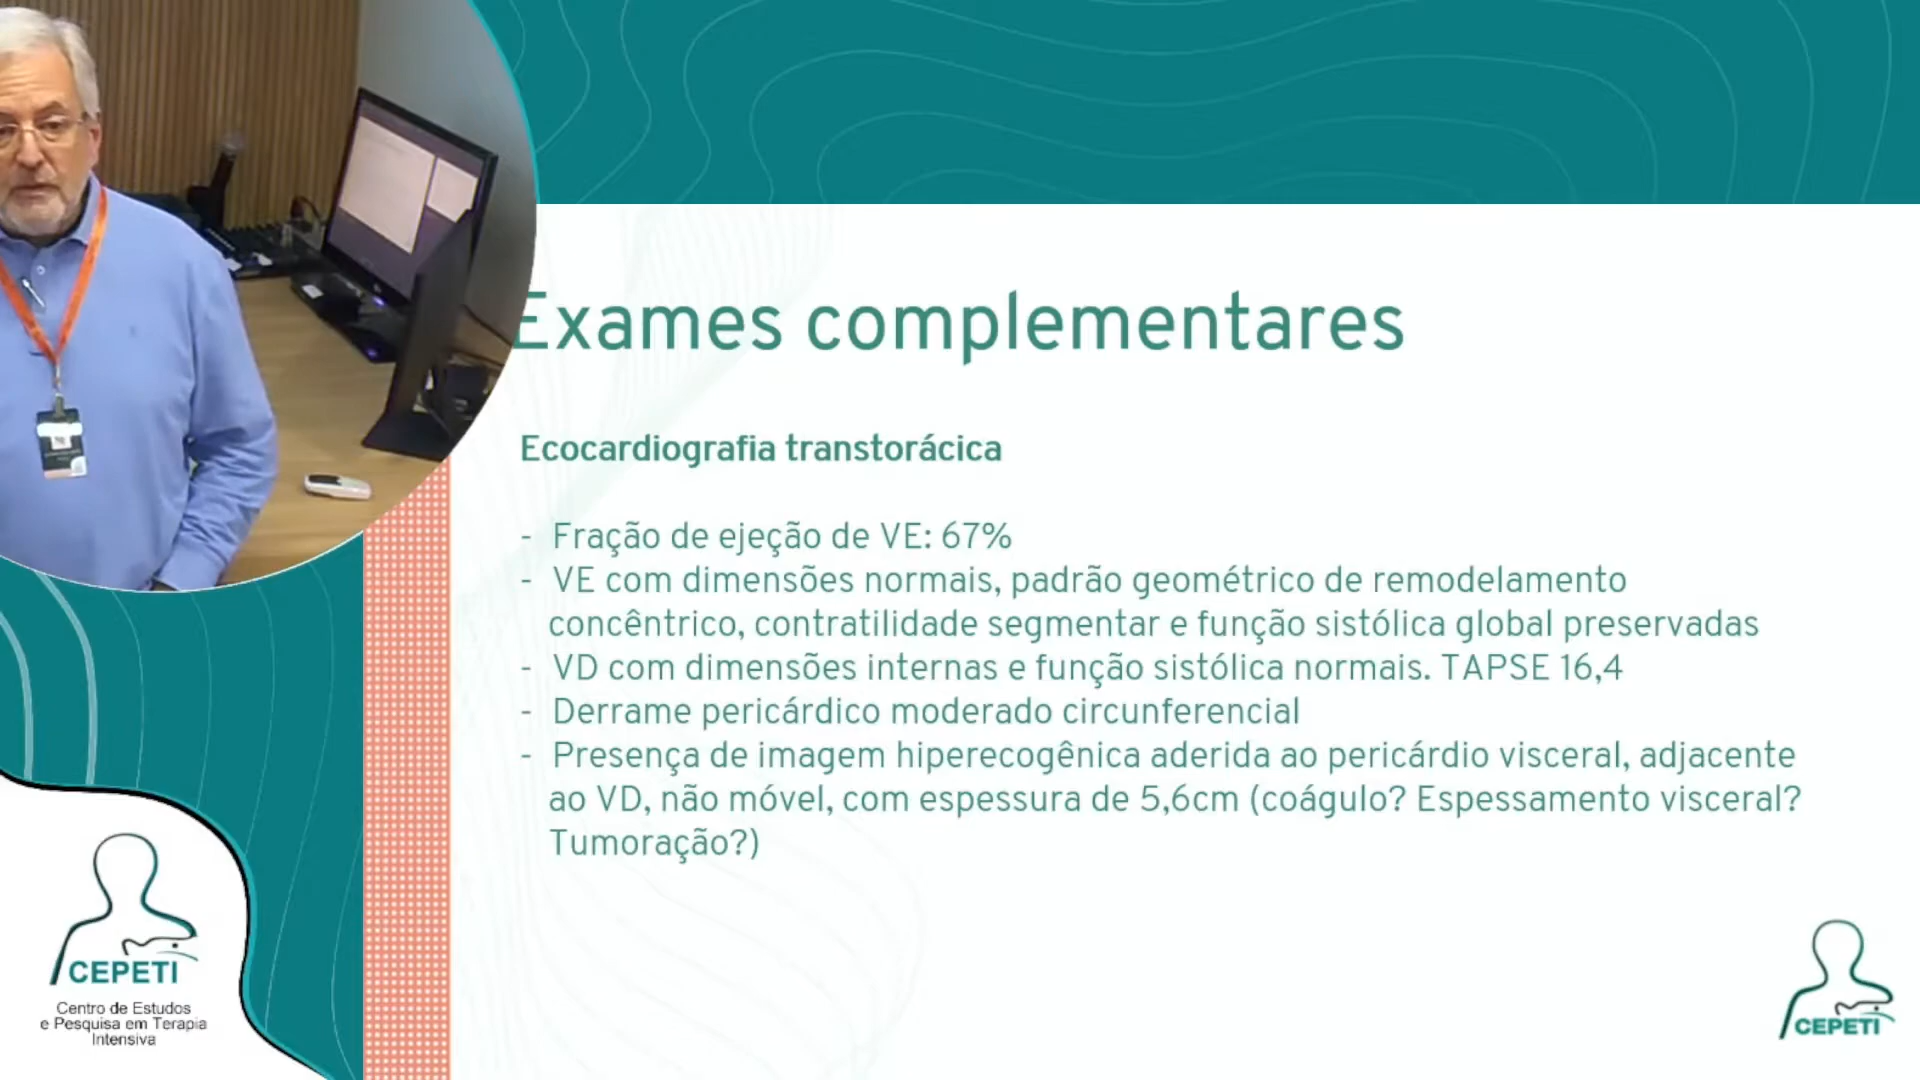 Exames complementares
Ecocardiografia transtorácica
- Fração de ejeção de VE: 67%
- VE com dimensões normais, padrão geométrico de remodelamento
concêntrico, contratilidade segmentar e função sistólica global preservadas
- VD com dimensões internas e função sistólica normais. TAPSE 16,4
- Derrame pericárdico moderado circunferencial
- Presença de imagem hiperecogênica aderida ao pericárdio visceral, adjacente
ao VD, não móvel, com espessura de 5,6cm (coágulo? Espessamento visceral?
Tumoração?)
CEPETI
Centro de Estudos
e Pesquisa em Terapia
Intensiva
CEPETI